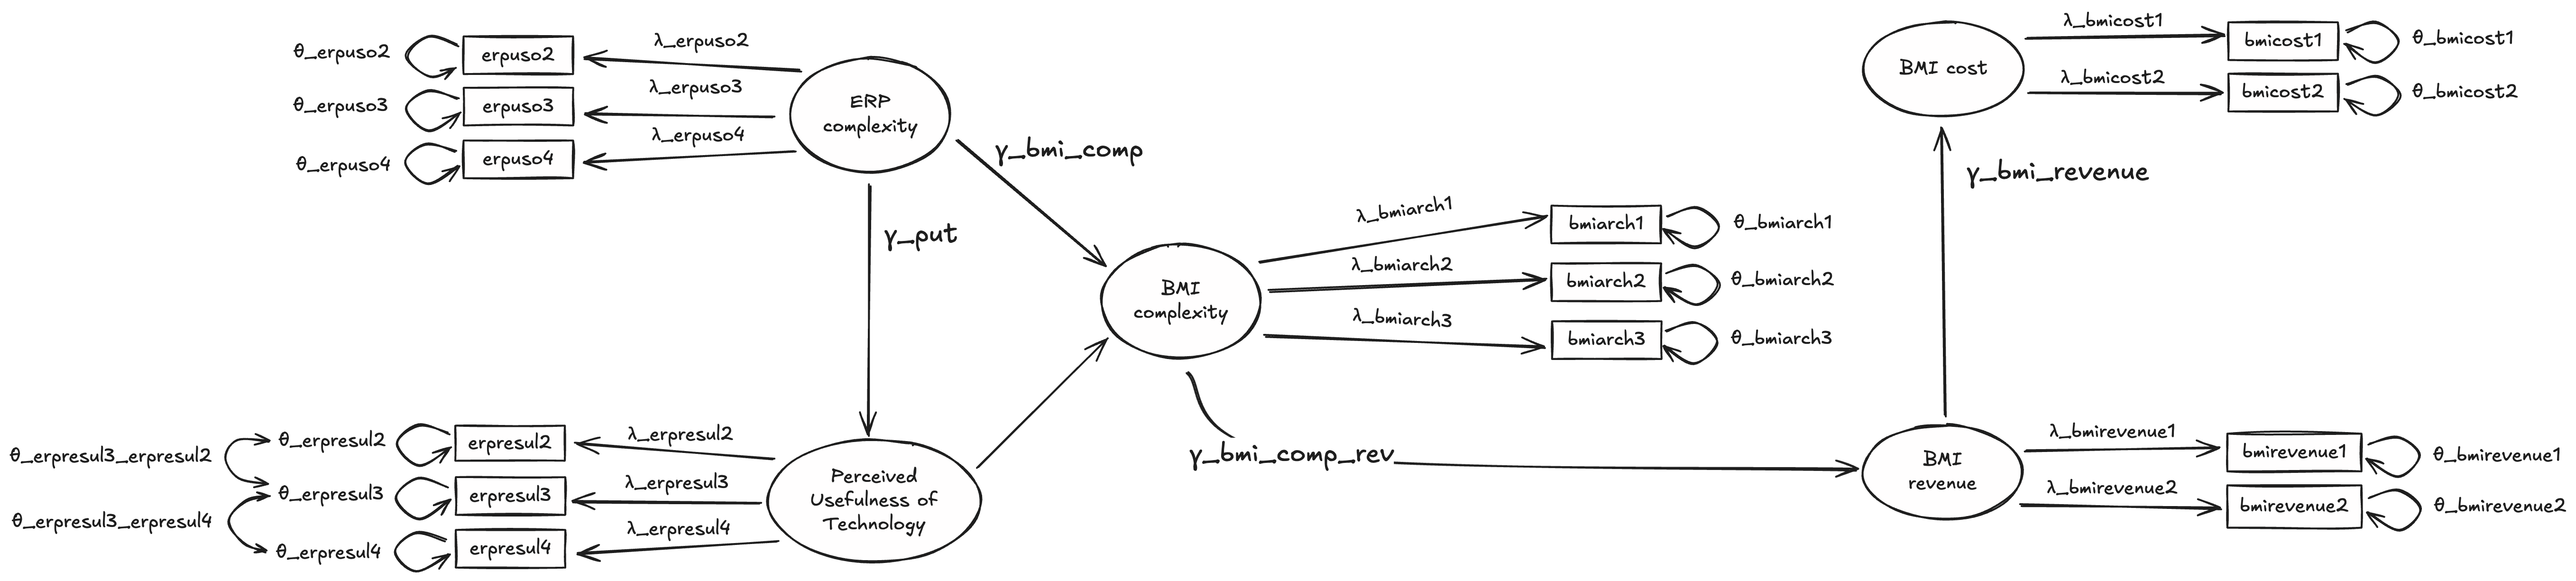 θ_erpuso2
erpuso2
λ_erpuso2
θ_erpuso3
erpuso3
λ_erpuso3
θ_erpuso4
erpuso4
λ_erpuso4
ERP
complexity
γ_bmi_comp
γ_put
θ_erpresul3_erpresul2
θ_erpresul3_erpresul4
θ_erpresul2
erpresul2
λ_erpresul2
θ_erpresul3
erpresul3
λ_erpresul3
θ_erpresul4
erpresul4
λ_erpresul4
Perceived
Usefulness of
Technology
BMI
complexity
λ_bmiarch1
bmiarch1
θ_bmiarch1
λ_bmiarch2
bmiarch2
θ_bmiarch2
λ_bmiarch3
bmiarch3
θ_bmiarch3
γ_bmi_comp_rev
BMI cost
λ_bmicost1
bmicost1
θ_bmicost1
λ_bmicost2
bmicost2
θ_bmicost2
γ_bmi_revenue
BMI
revenue
λ_bmirevenue1
bmirevenue1
θ_bmirevenue1
λ_bmirevenue2
bmirevenue2
θ_bmirevenue2